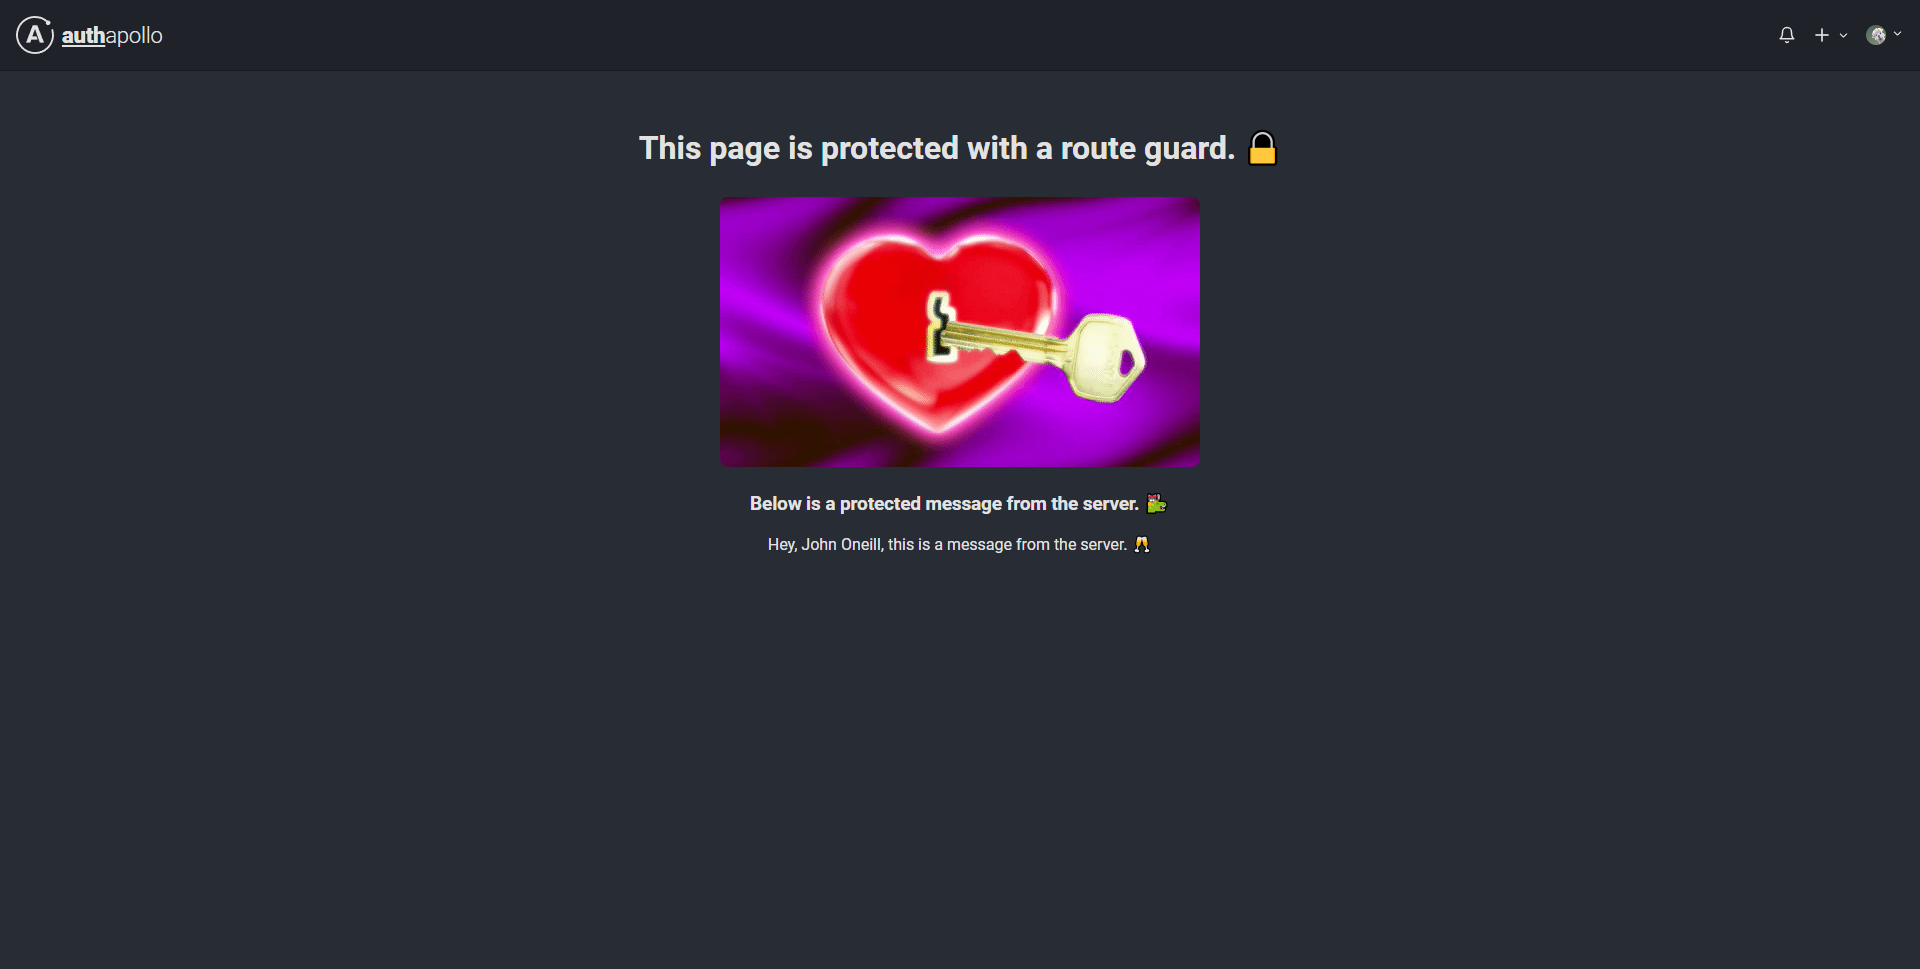 authapollo
This page is protected with a route guard. 🔒
Below is a protected message from the server. 🐲
Hey, John Oneill, this is a message from the server. 🥂